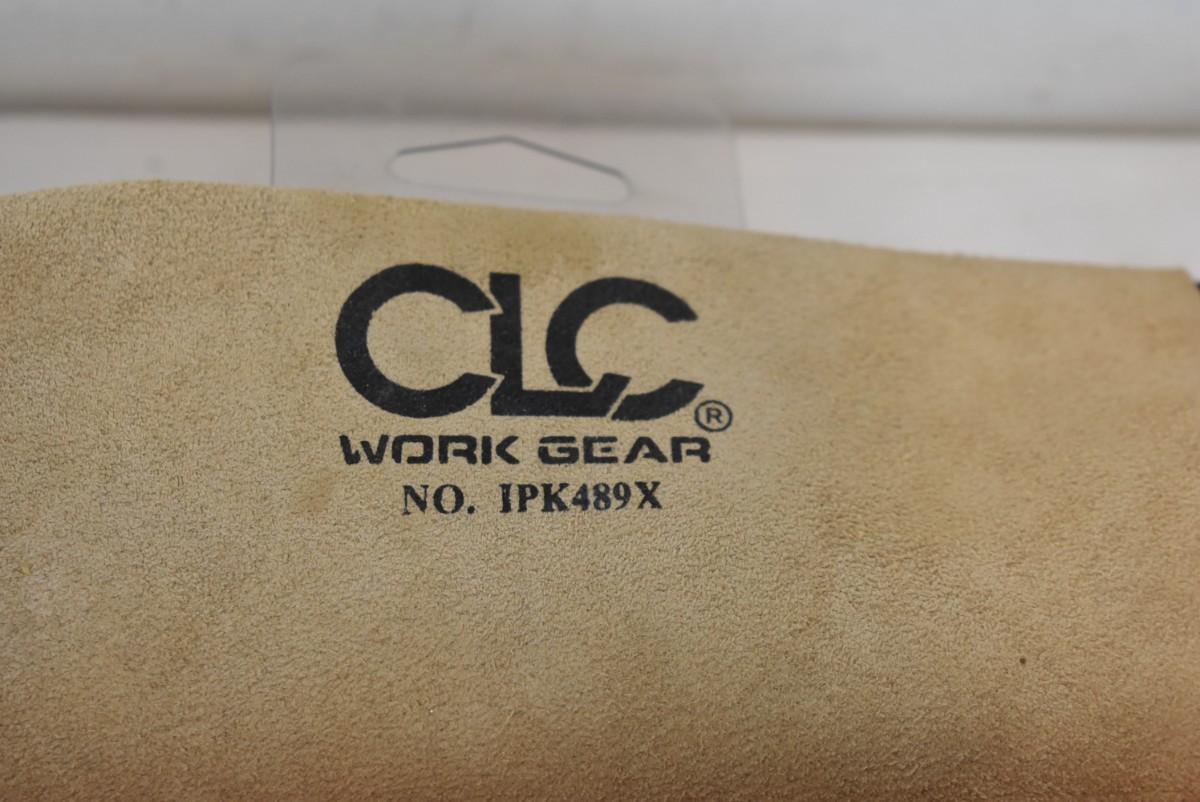 CLC®
WORK GEAR
NO. IPK489X